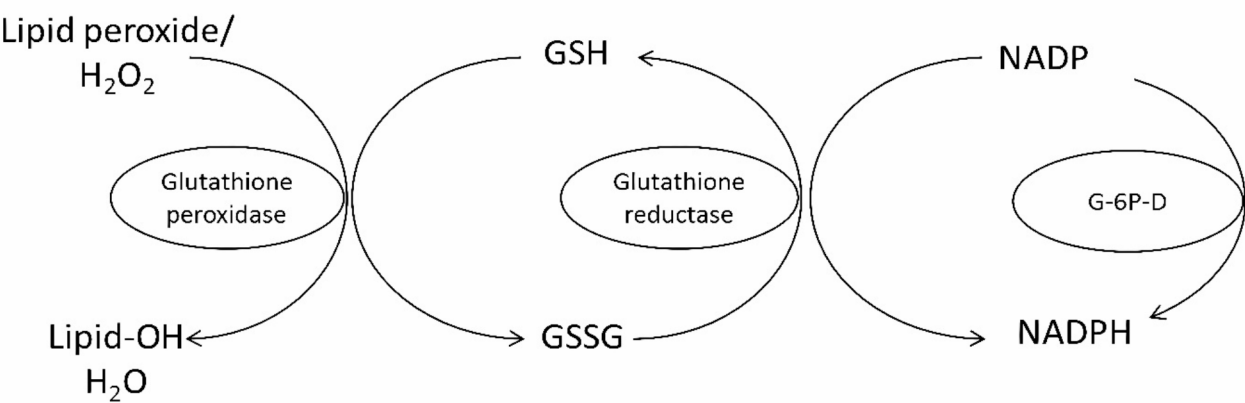 Lipid peroxide/
H₂O₂
GSH
NADP
Glutathione
peroxidase
Glutathione
reductase
G-6P-D
Lipid-OH
H₂O
GSSG
NADPH